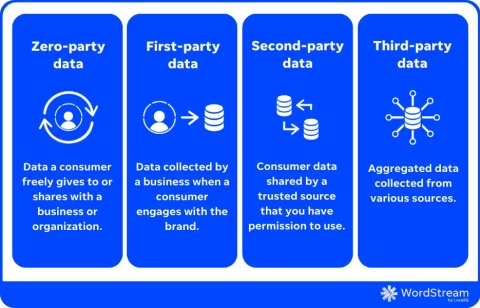 Zero-party
data
Data a consumer
freely gives to or
shares with a
business or
organization.
First-party
data
Data collected by
a business when a
consumer
engages with the
brand.
Second-party
data
Consumer data
shared by a
trusted source
that you have
permission to use.
Third-party
data
Aggregated data
collected from
various sources.
WordStream
by LocaliQ